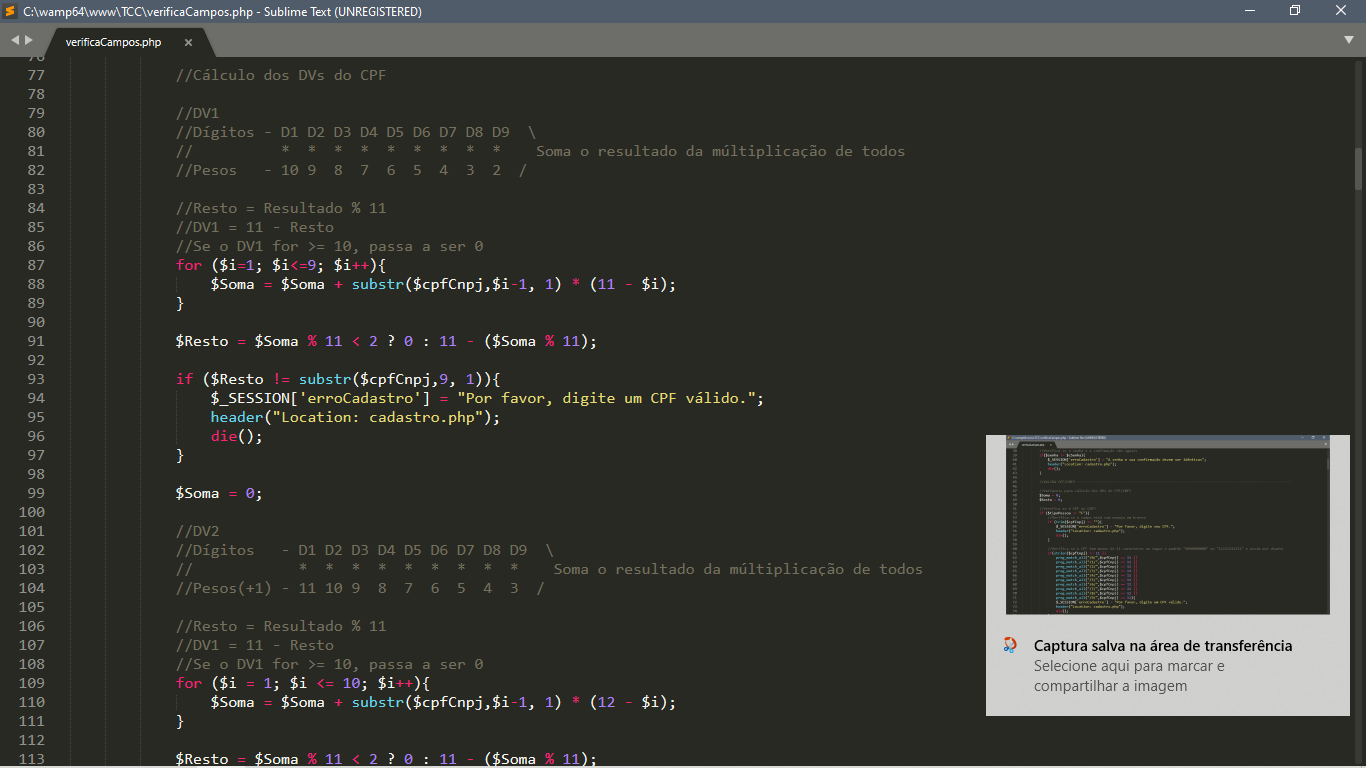 C:\wamp64\www\TCC\verificaCampos.php - Sublime Text (UNREGISTERED)
verificaCampos.php
76
77 //Cálculo dos DVs do CPF
78
79 //DV1
80 //Dígitos - D1 D2 D3 D4 D5 D6 D7 D8 D9 \
81 // * * * * * * * * * Soma o resultado da múltiplicação de todos
82 //Pesos - 10 9 8 7 6 5 4 3 2 /
83
84 //Resto = Resultado % 11
85 //DV1 = 11 - Resto
86 //Se o DV1 for >= 10, passa a ser 0
87 for ($i=1; $i<=9; $i++){
88 $Soma = $Soma + substr($cpfCnpj,$i-1, 1) * (11 - $i);
89 }
90
91 $Resto = $Soma % 11 < 2 ? 0 : 11 - ($Soma % 11);
92
93 if ($Resto != substr($cpfCnpj,9, 1)){
94 $_SESSION['erroCadastro'] = "Por favor, digite um CPF válido.";
95 header("Location: cadastro.php");
96 die();
97 }
98
99 $Soma = 0;
100
101 //DV2
102 //Dígitos - D1 D2 D3 D4 D5 D6 D7 D8 D9 \
103 // * * * * * * * * * Soma o resultado da múltiplicação de todos
104 //Pesos(+1) - 11 10 9 8 7 6 5 4 3 /
105
106 //Resto = Resultado % 11
107 //DV1 = 11 - Resto
108 //Se o DV1 for >= 10, passa a ser 0
109 for ($i = 1; $i <= 10; $i++){
110 $Soma = $Soma + substr($cpfCnpj,$i-1, 1) * (12 - $i);
111 }
112
113 $Resto = $Soma % 11 < 2 ? 0 : 11 - ($Soma % 11);
Captura salva na área de transferência
Selecione aqui para marcar e
compartilhar a imagem